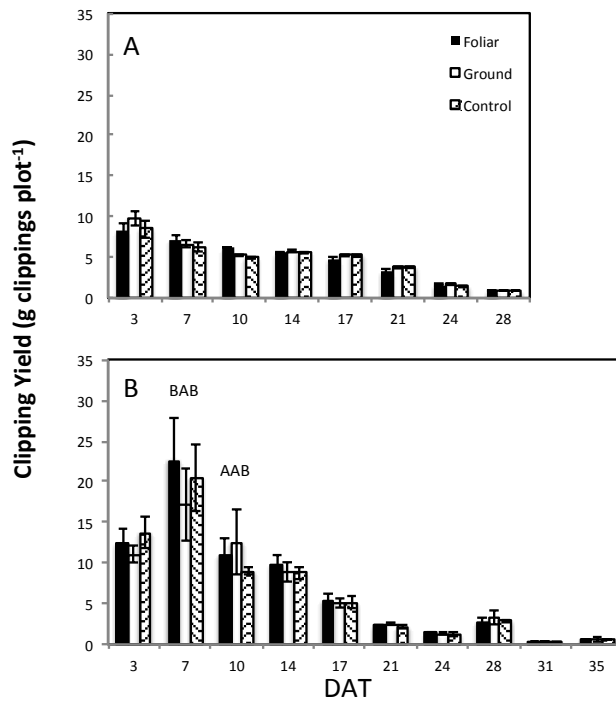 Clipping Yield (g clippings plot-1)
35
30
25
20
15
10
5
0
A
Foliar
Ground
Control
3 7 10 14 17 21 24 28
35
30
25
20
15
10
5
0
B
BAB
AAB
3 7 10 14 17 21 24 28 31 35
DAT